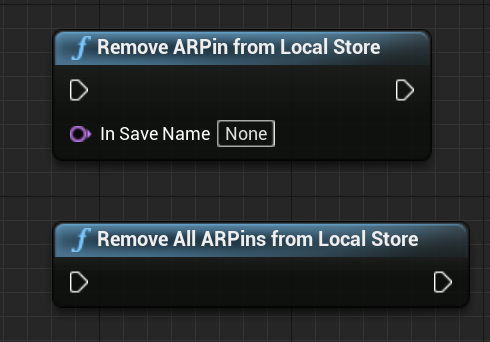 f Remove ARPin from Local Store
In Save Name None
f Remove All ARPins from Local Store